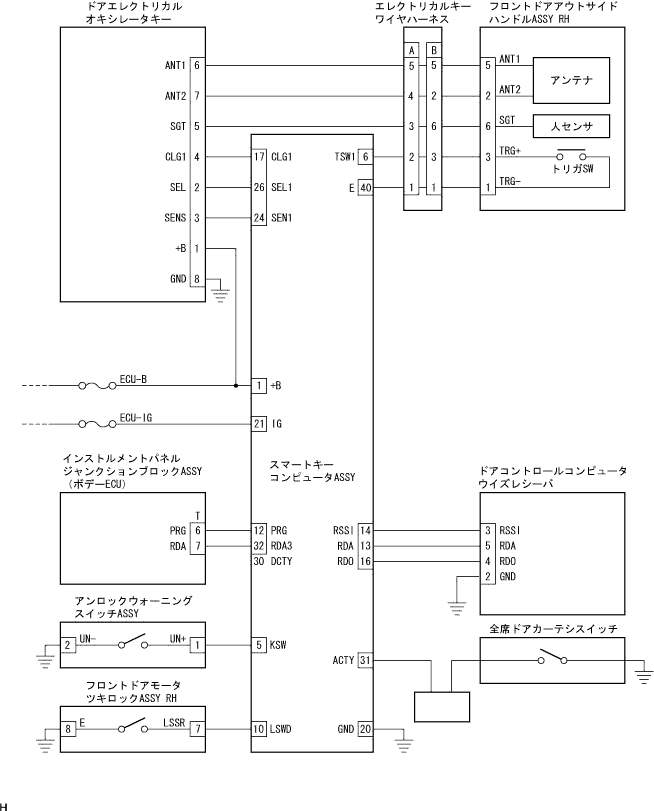 ドアエレクトリカル
オキシレータキー
エレクトリカルキー
ワイヤハーネス
フロントドアアウトサイド
ハンドルASSY RH
A B
ANT1 6
5 5
5 ANT1
アンテナ
ANT2 7
4 2
2 ANT2
SGT 5
3 6
6 SGT
人センサ
CLG1 4
17 CLG1
TSW1 6
2 3
3 TRG+
トリガSW
SEL 2
26 SEL1
E 40
1 1
1 TRG-
SENS 3
24 SEN1
+B 1
GND 8
ECU-B
1 +B
ECU-IG
21 IG
スマートキー
コンピュータASSY
インストルメントパネル
ジャンクションブロックASSY
(ボデーECU)
T
PRG 6
RDA 7
12 PRG
32 RDA3
30 DCTY
RSSI 14
RDA 13
RDO 16
ドアコントロールコンピュータ
ウイズレシーバ
3 RSSI
5 RDA
4 RDO
2 GND
アンロックウォーニング
スイッチASSY
2 UN-
UN+ 1
5 KSW
全席ドアカーテシスイッチ
ACTY 31
フロントドアモータ
ツキロックASSY RH
8 E
LSSR 7
10 LSWD
GND 20
H